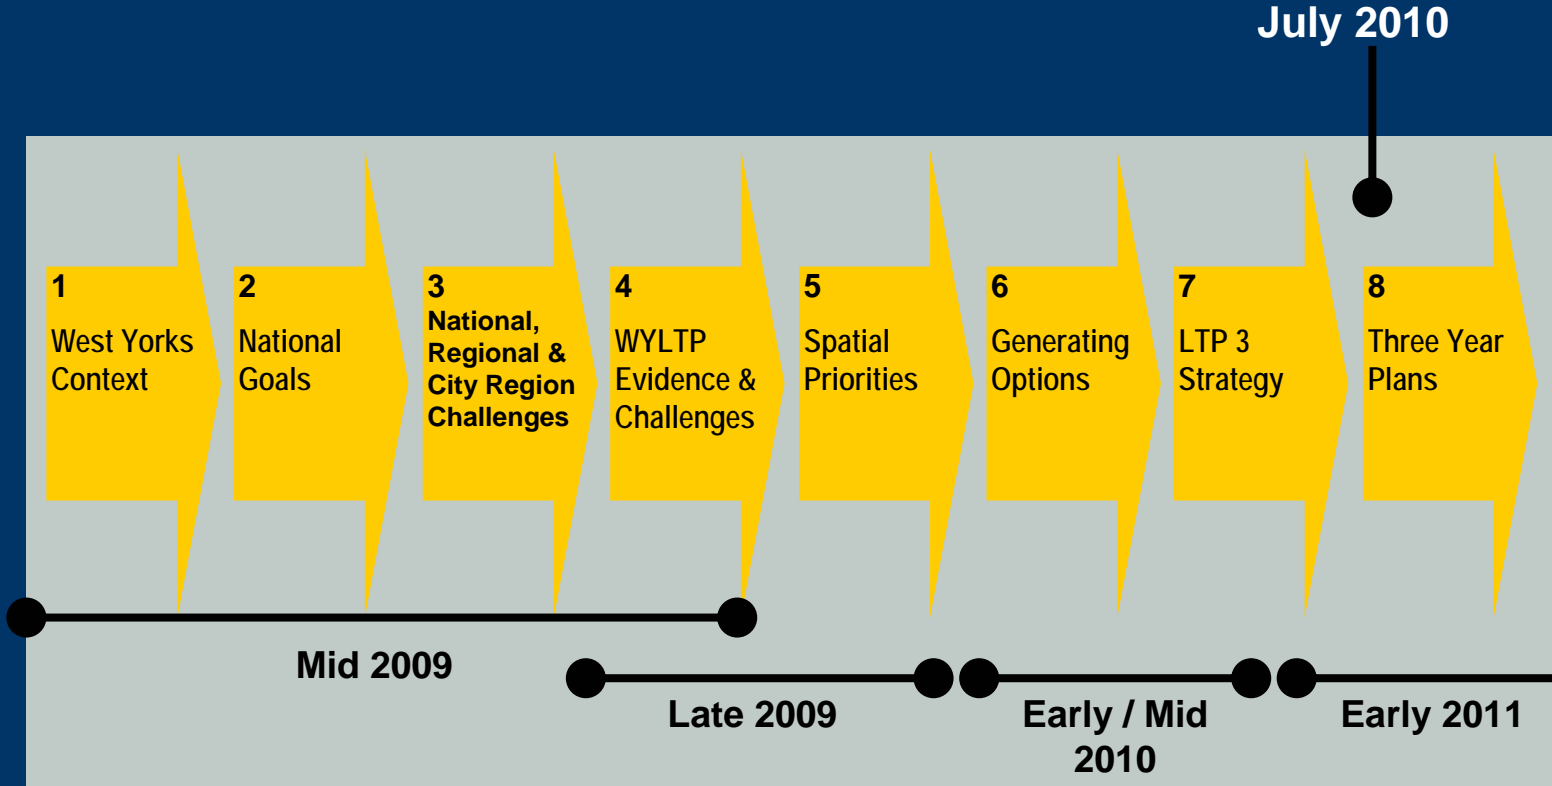 July 2010
1
West Yorks
Context
2
National
Goals
3
National,
Regional &
City Region
Challenges
4
WYLTP
Evidence &
Challenges
5
Spatial
Priorities
6
Generating
Options
7
LTP 3
Strategy
8
Three Year
Plans
Mid 2009
Late 2009
Early / Mid
2010
Early 2011